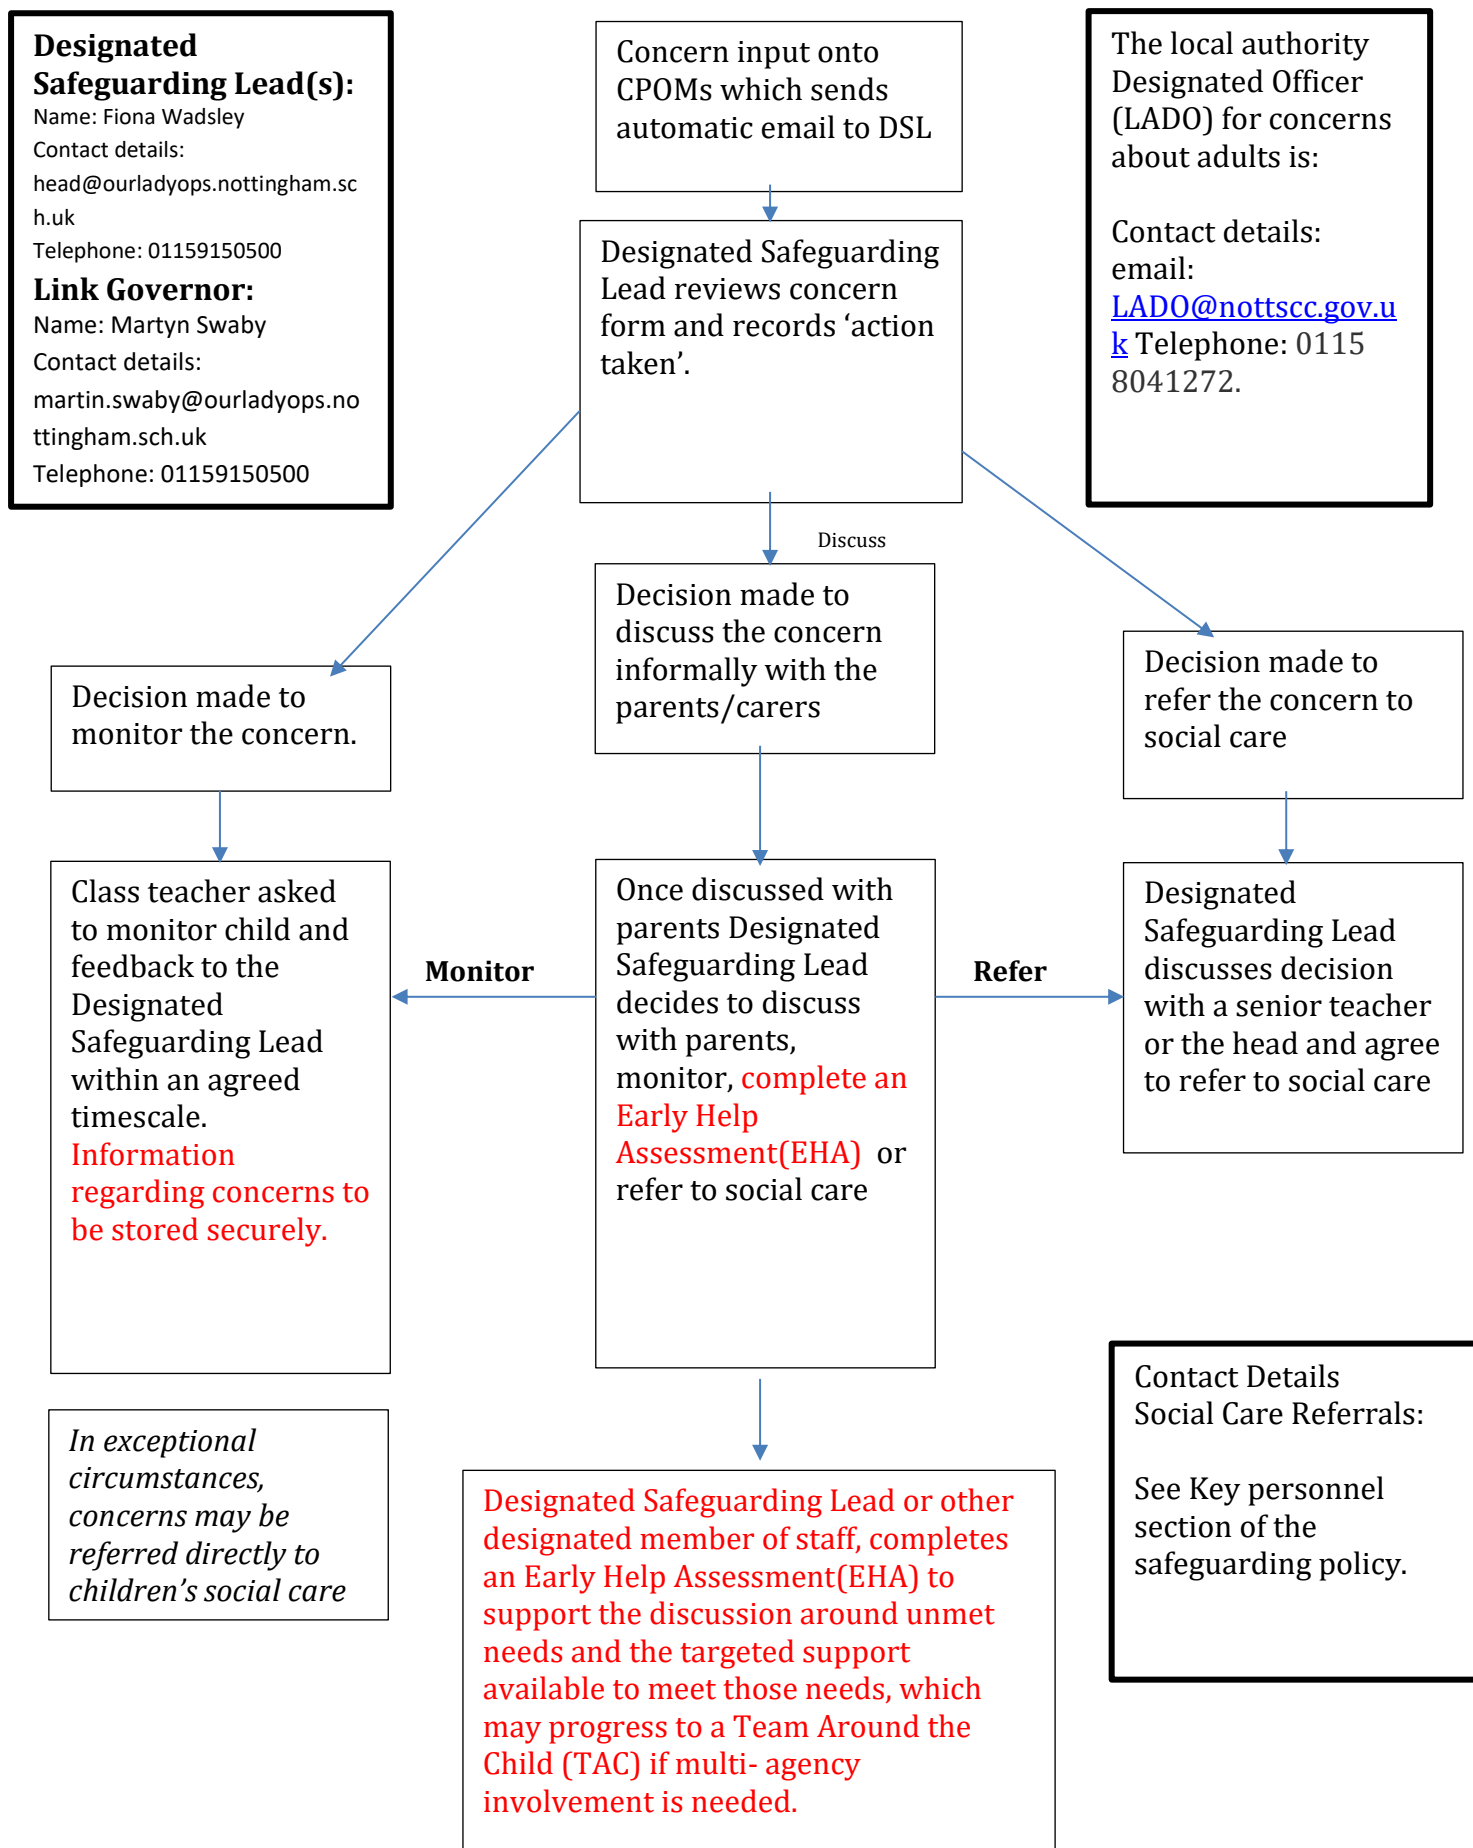 Designated
Safeguarding Lead(s):
Name: Fiona Wadsley
Contact details:
head@ourladyops.nottingham.sc
h.uk
Telephone: 01159150500
Link Governor:
Name: Martyn Swaby
Contact details:
martin.swaby@ourladyops.no
ttingham.sch.uk
Telephone: 01159150500
Concern input onto
CPOMs which sends
automatic email to DSL
The local authority
Designated Officer
(LADO) for concerns
about adults is:
Contact details:
email:
LADO@nottscc.gov.u
k Telephone: 0115
8041272.
Designated Safeguarding
Lead reviews concern
form and records ‘action
taken’.
Discuss
Decision made to
monitor the concern.
Decision made to
discuss the concern
informally with the
parents/carers
Decision made to
refer the concern to
social care
Class teacher asked
to monitor child and
feedback to the
Designated
Safeguarding Lead
within an agreed
timescale.
Information
regarding concerns to
be stored securely.
Monitor
Once discussed with
parents Designated
Safeguarding Lead
decides to discuss
with parents,
monitor, complete an
Early Help
Assessment(EHA) or
refer to social care
Refer
Designated
Safeguarding Lead
discusses decision
with a senior teacher
or the head and agree
to refer to social care
In exceptional
circumstances,
concerns may be
referred directly to
children’s social care
Designated Safeguarding Lead or other
designated member of staff, completes
an Early Help Assessment(EHA) to
support the discussion around unmet
needs and the targeted support
available to meet those needs, which
may progress to a Team Around the
Child (TAC) if multi- agency
involvement is needed.
Contact Details
Social Care Referrals:
See Key personnel
section of the
safeguarding policy.